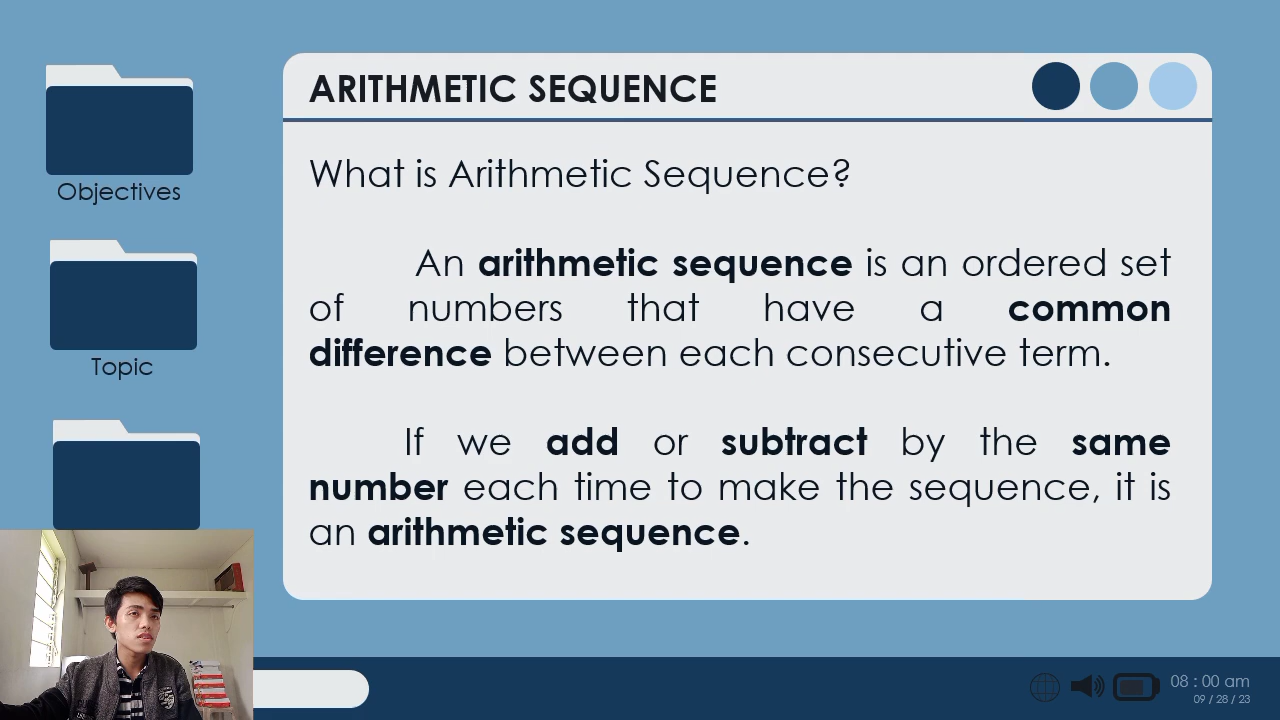 ARITHMETIC SEQUENCE
What is Arithmetic Sequence?
An arithmetic sequence is an ordered set
of numbers that have a common
difference between each consecutive term.
If we add or subtract by the same
number each time to make the sequence, it is
an arithmetic sequence.
Objectives
Topic
08 : 00 am
09 / 28 / 23